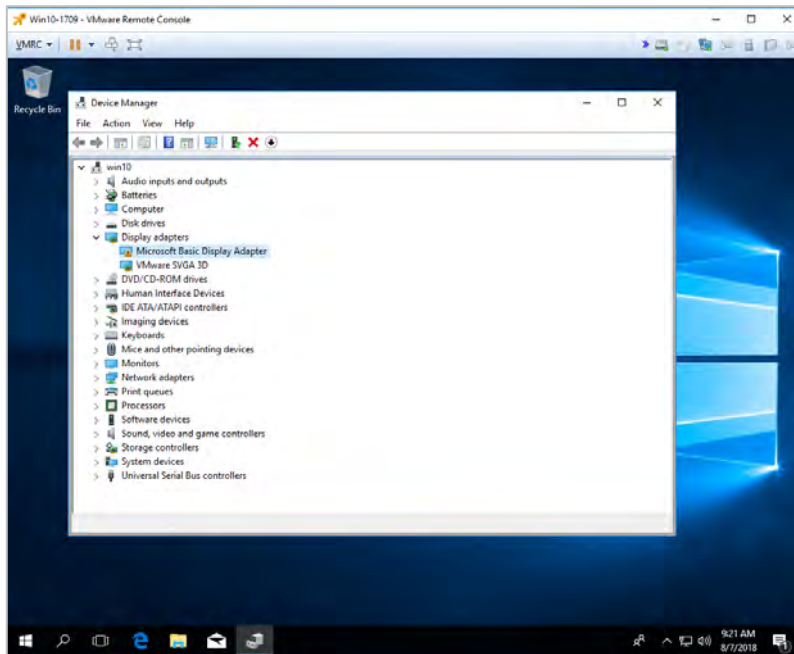 Win10-1709 - VMware Remote Console
VMRC
Recycle Bin
Device Manager
File Action View Help
win10
Audio inputs and outputs
Batteries
Computer
Disk drives
Display adapters
Microsoft Basic Display Adapter
VMware SVGA 3D
DVD/CD-ROM drives
Human Interface Devices
IDE ATA/ATAPI controllers
Imaging devices
Keyboards
Mice and other pointing devices
Monitors
Network adapters
Print queues
Processors
Software devices
Sound, video and game controllers
Storage controllers
System devices
Universal Serial Bus controllers
9:21 AM
8/7/2018